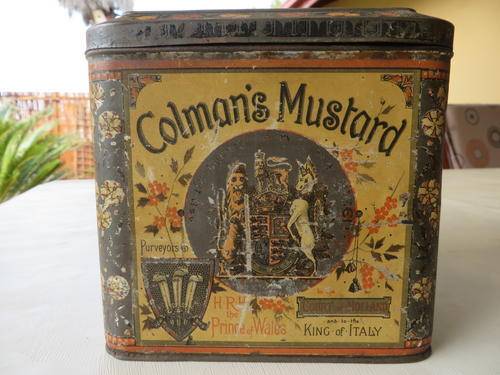 Colman's Mustard
Purveyors to
H.R.H
the
Prince of Wales
and to the
KING of ITALY